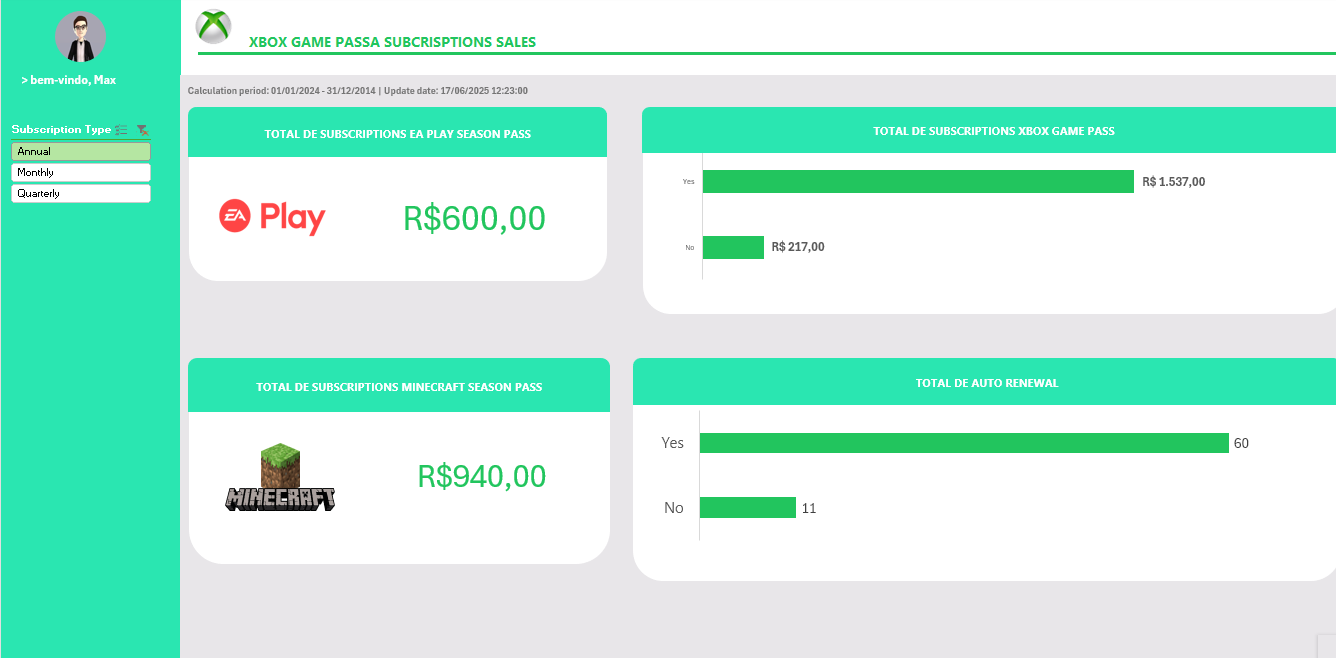 XBOX GAME PASSA SUBCRISPTIONS SALES
> bem-vindo, Max
Calculation period: 01/01/2024 - 31/12/2014 | Update date: 17/06/2025 12:23:00
Subscription Type
Annual
Monthly
Quarterly
TOTAL DE SUBSCRIPTIONS EA PLAY SEASON PASS
EA Play
R$600,00
TOTAL DE SUBSCRIPTIONS XBOX GAME PASS
Yes
R$ 1.537,00
No
R$ 217,00
TOTAL DE SUBSCRIPTIONS MINECRAFT SEASON PASS
MINECRAFT
R$940,00
TOTAL DE AUTO RENEWAL
Yes
60
No
11